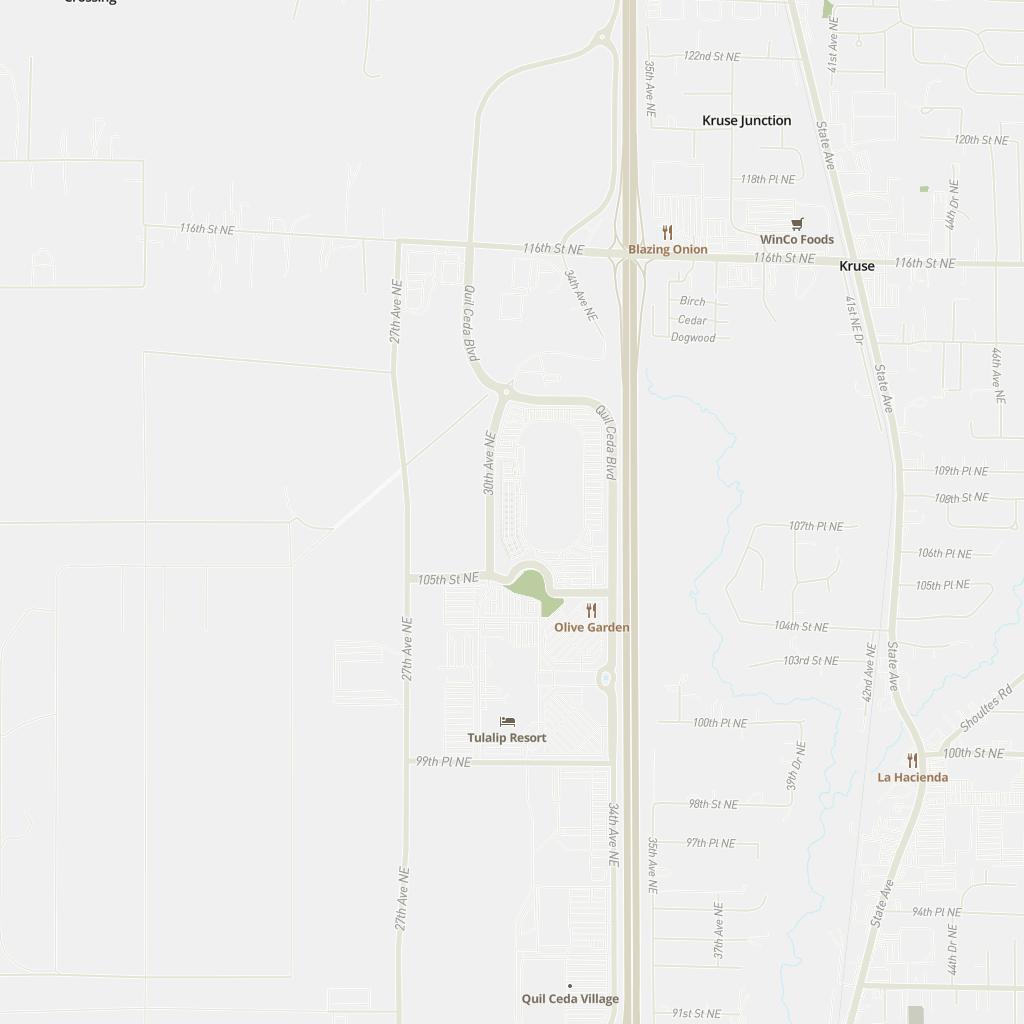 Crossing
41st Ave NE
122nd St NE
35th Ave NE
Kruse Junction
State Ave
120th St NE
118th Pl NE
44th Dr NE
116th St NE
WinCo Foods
Blazing Onion
116th St NE
116th St NE
Kruse
116th St NE
34th Ave NE
27th Ave NE
Quil Ceda Blvd
Birch
Cedar
Dogwood
41st NE Dr
46th Ave NE
State Ave
Quil Ceda Blvd
30th Ave NE
109th Pl NE
108th St NE
107th Pl NE
106th Pl NE
105th St NE
105th Pl NE
Olive Garden
104th St NE
27th Ave NE
103rd St NE
42nd Ave NE
State Ave
Shoultes Rd
100th Pl NE
Tulalip Resort
100th St NE
99th Pl NE
39th Dr NE
La Hacienda
98th St NE
34th Ave NE
97th Pl NE
35th Ave NE
27th Ave NE
State Ave
94th Pl NE
37th Ave NE
44th Dr NE
Quil Ceda Village
91st St NE